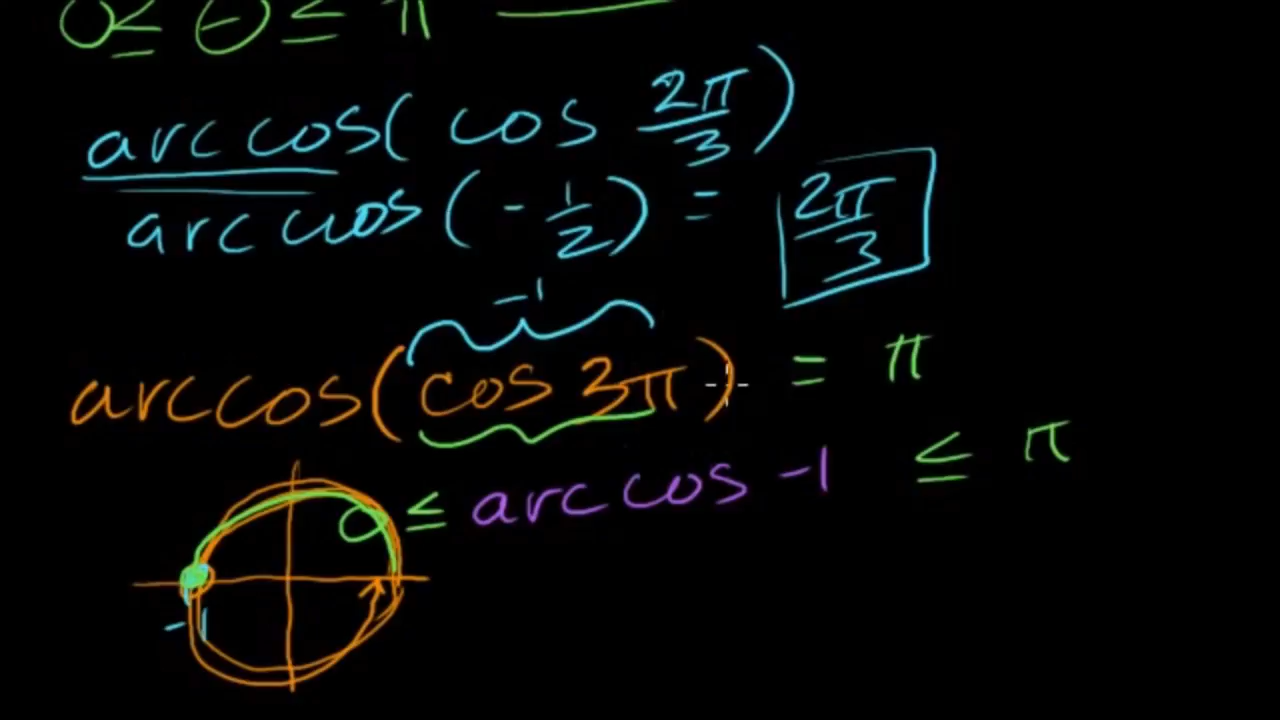 0 ≤ θ ≤ π
arccos(cos 2π/3)
arccos(-1/2) = 2π/3
-1
arccos(cos 3π) = π
0 ≤ arccos -1 ≤ π
-1